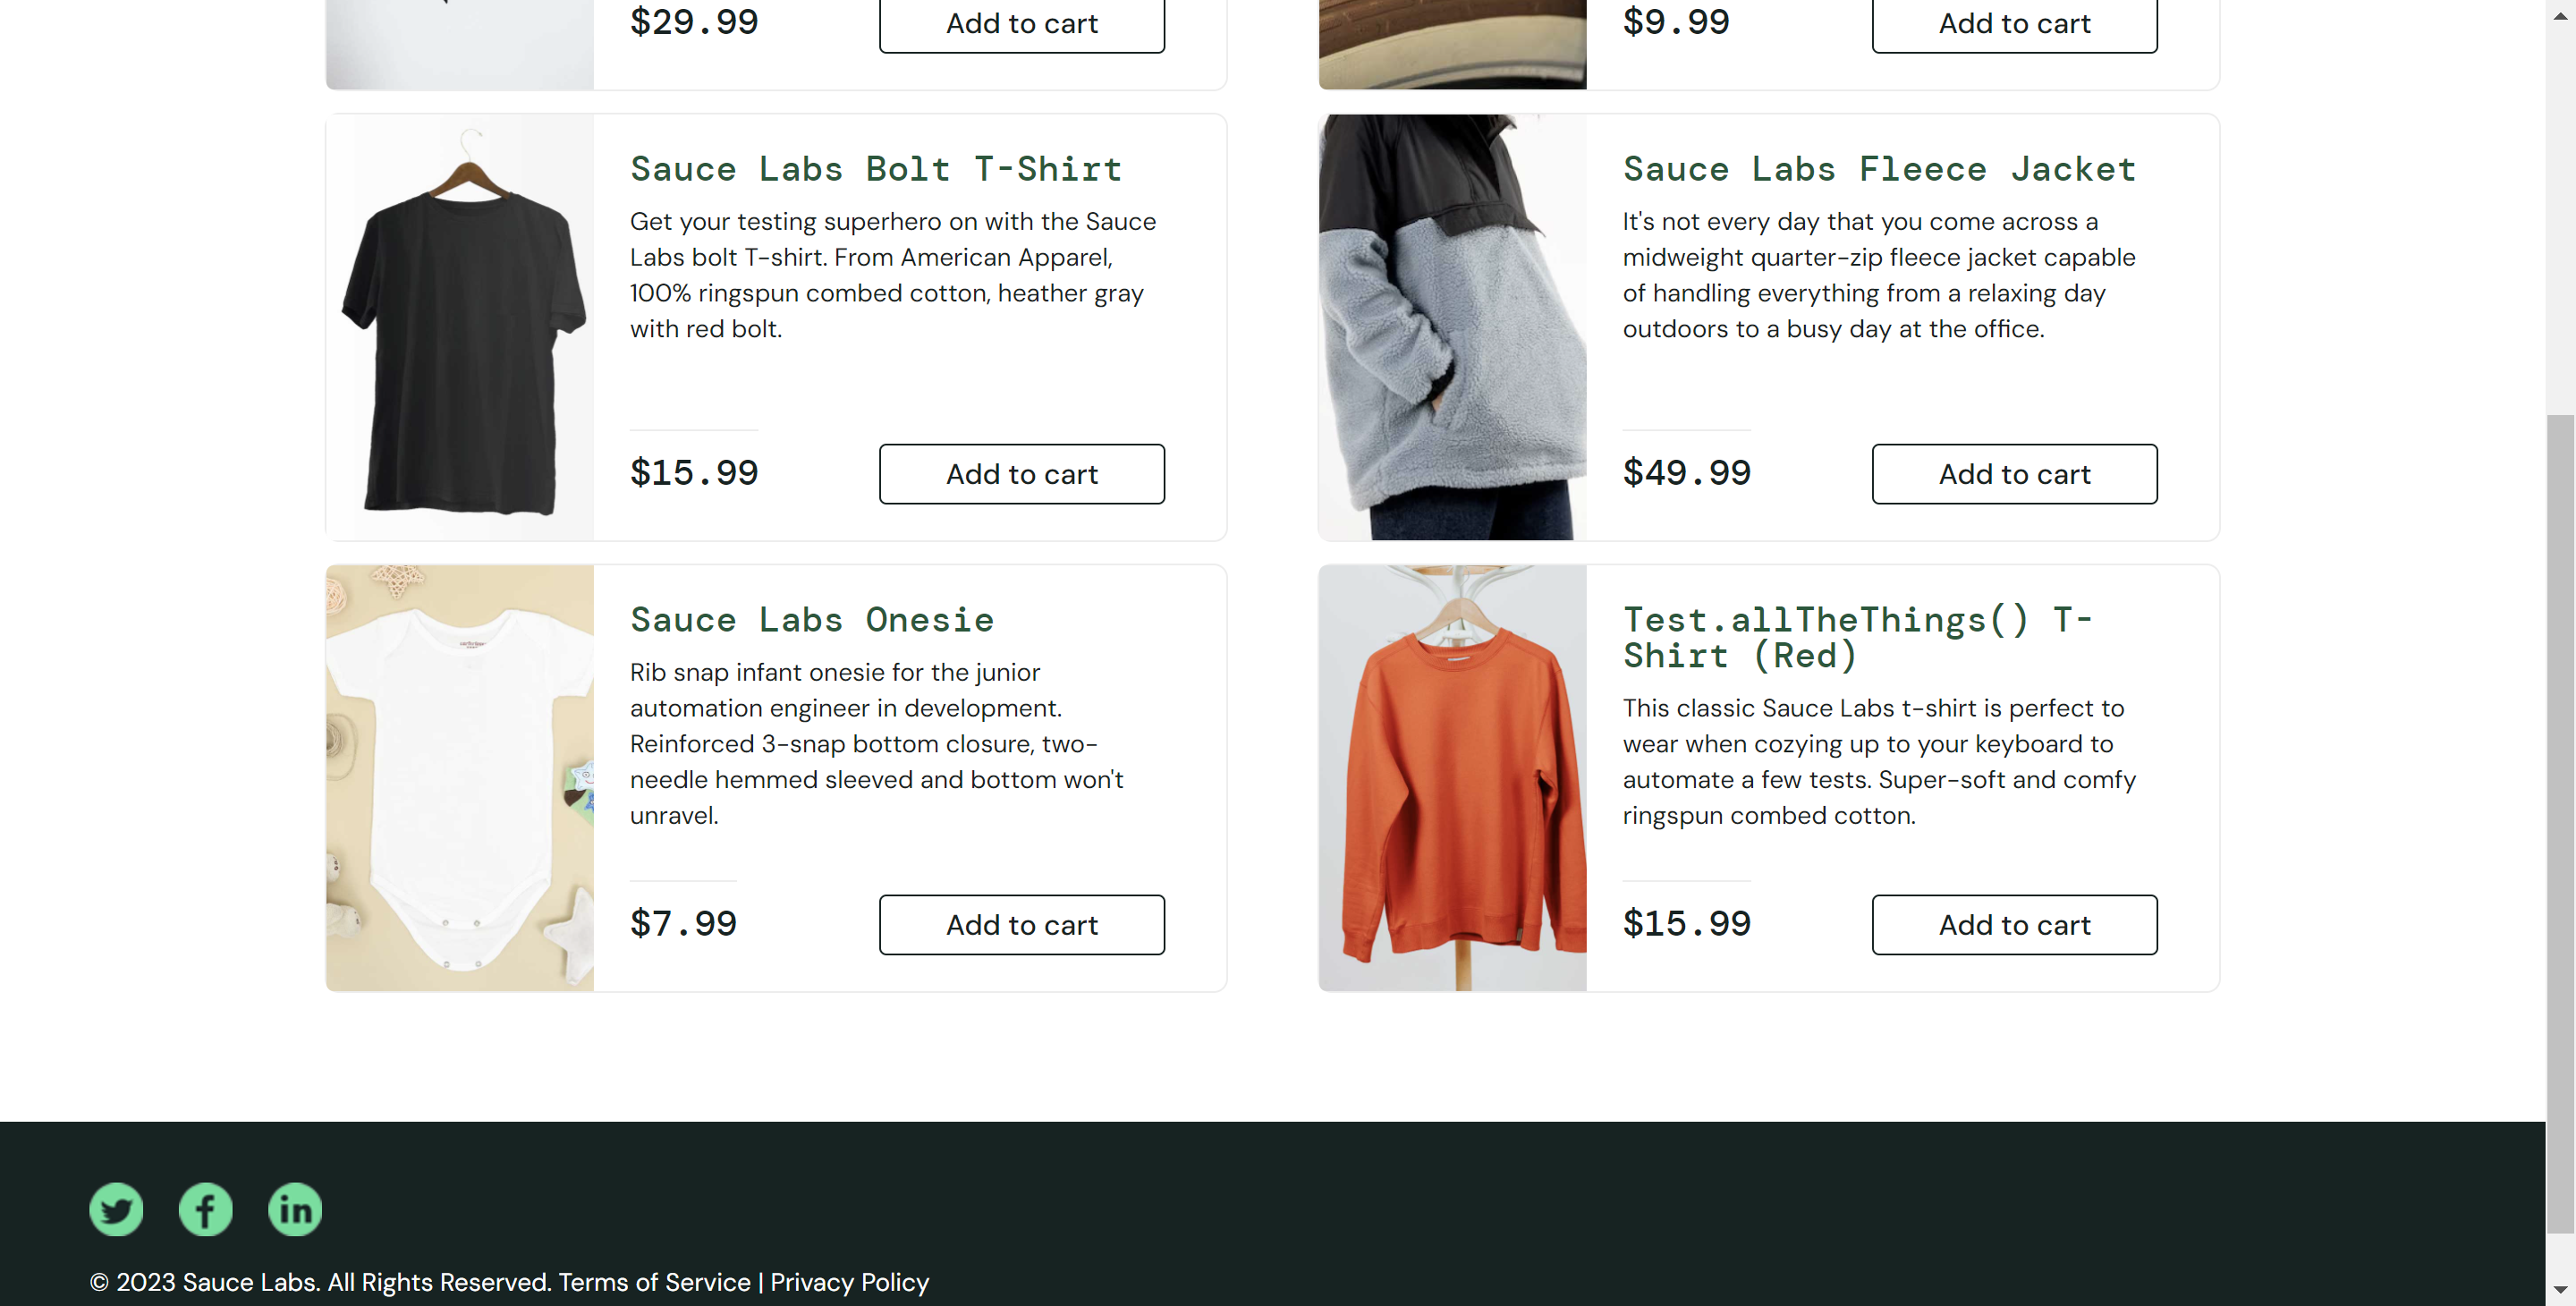 $29.99
Add to cart
$9.99
Add to cart
Sauce Labs Bolt T-Shirt
Get your testing superhero on with the Sauce
Labs bolt T-shirt. From American Apparel,
100% ringspun combed cotton, heather gray
with red bolt.
$15.99
Add to cart
Sauce Labs Fleece Jacket
It's not every day that you come across a
midweight quarter-zip fleece jacket capable
of handling everything from a relaxing day
outdoors to a busy day at the office.
$49.99
Add to cart
Sauce Labs Onesie
Rib snap infant onesie for the junior
automation engineer in development.
Reinforced 3-snap bottom closure, two-
needle hemmed sleeved and bottom won't
unravel.
$7.99
Add to cart
Test.allTheThings() T-
Shirt (Red)
This classic Sauce Labs t-shirt is perfect to
wear when cozying up to your keyboard to
automate a few tests. Super-soft and comfy
ringspun combed cotton.
$15.99
Add to cart
© 2023 Sauce Labs. All Rights Reserved. Terms of Service | Privacy Policy